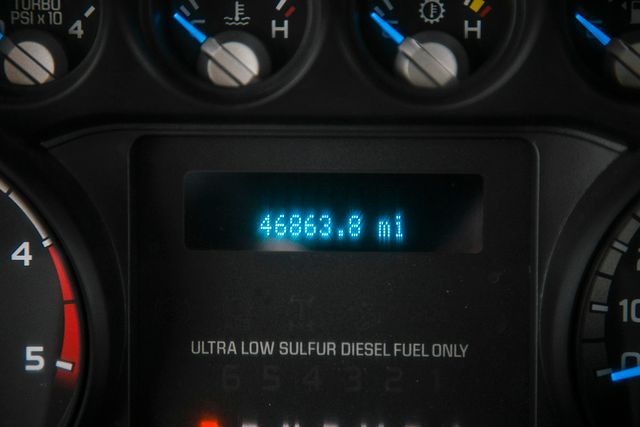 TURBO
PSI x 10
4
H
H
46863.8 mi
4
5
10
0
ULTRA LOW SULFUR DIESEL FUEL ONLY
6 5 4 3 2 1